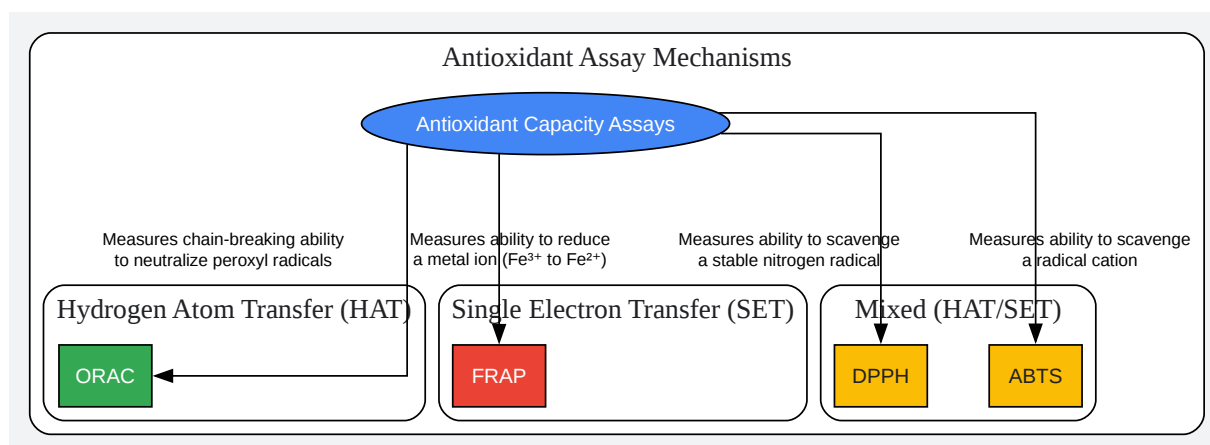 Antioxidant Assay Mechanisms
Antioxidant Capacity Assays
Measures chain-breaking ability
to neutralize peroxyl radicals
Measures ability to reduce
a metal ion (Fe³⁺ to Fe²⁺)
Measures ability to scavenge
a stable nitrogen radical
Measures ability to scavenge
a radical cation
Hydrogen Atom Transfer (HAT)
Single Electron Transfer (SET)
Mixed (HAT/SET)
ORAC
FRAP
DPPH
ABTS